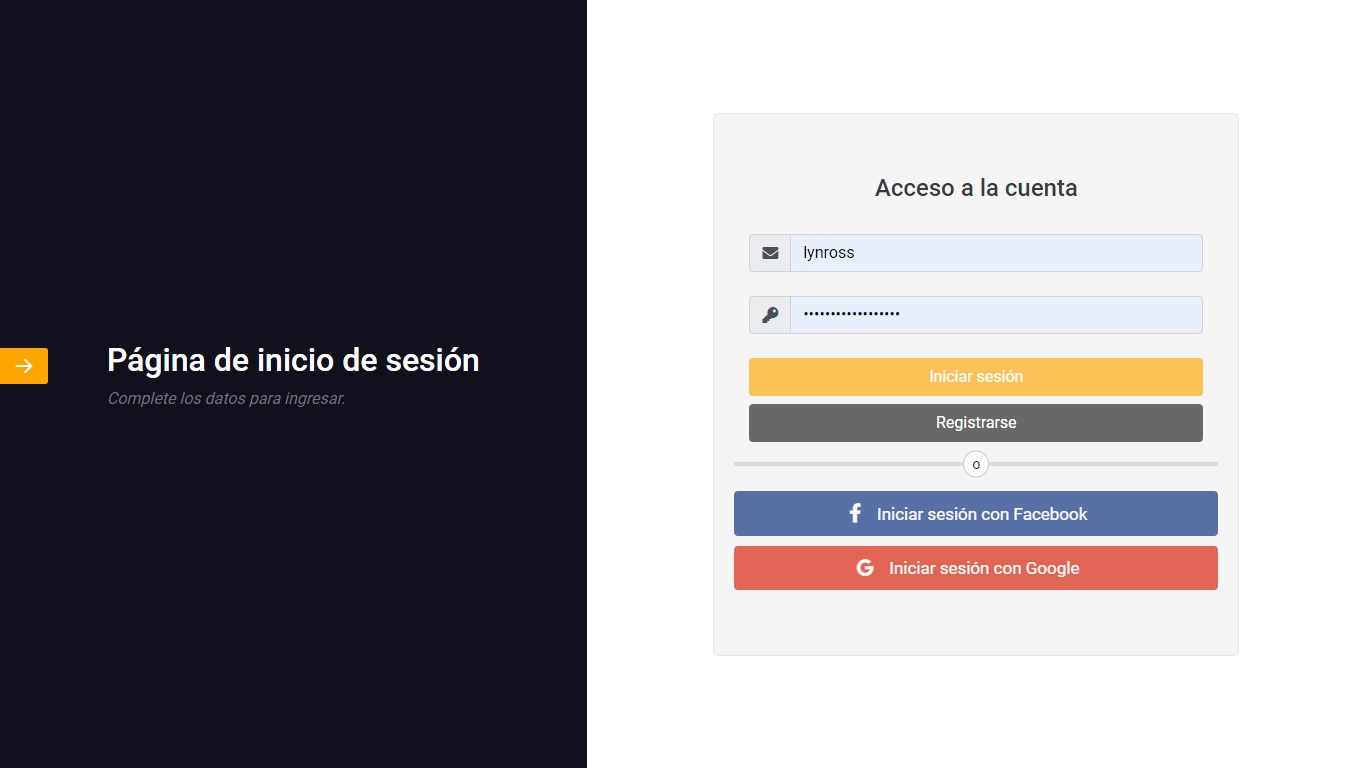 Página de inicio de sesión
Complete los datos para ingresar.
Acceso a la cuenta
lynross
••••••••••••••••••
Iniciar sesión
Registrarse
o
Iniciar sesión con Facebook
Iniciar sesión con Google